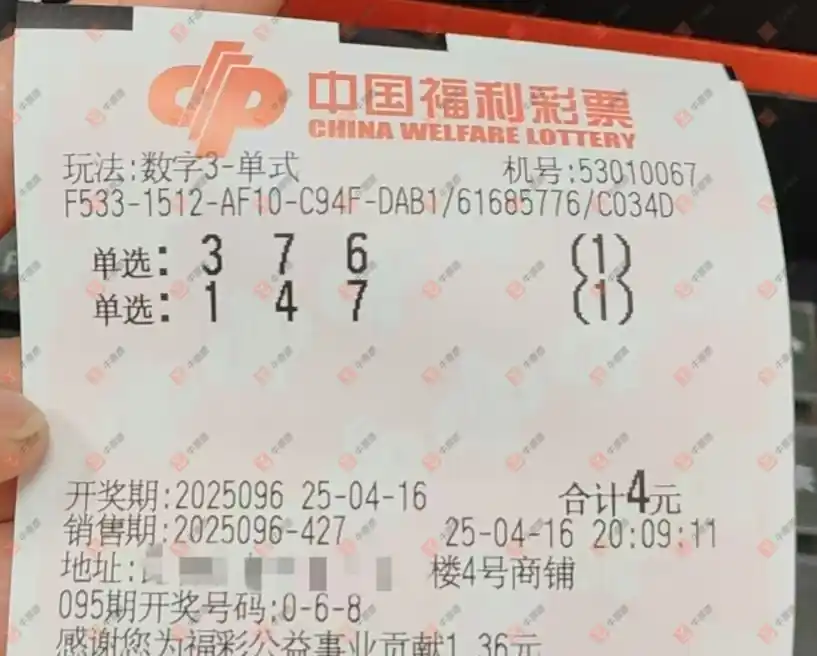 中国福利彩票
CHINA WELFARE LOTTERY
玩法:数字3-单式 机号:53010067
F533-1512-AF10-C94F-DAB1/61685776/C034D
单选: 3 7 6 (1)
单选: 1 4 7 (1)
开奖期:2025096 25-04-16 合计4元
销售期:2025096-427 25-04-16 20:09:11
地址: 楼4号商铺
095期开奖号码:0-6-8
感谢您为福彩公益事业贡献1.36元